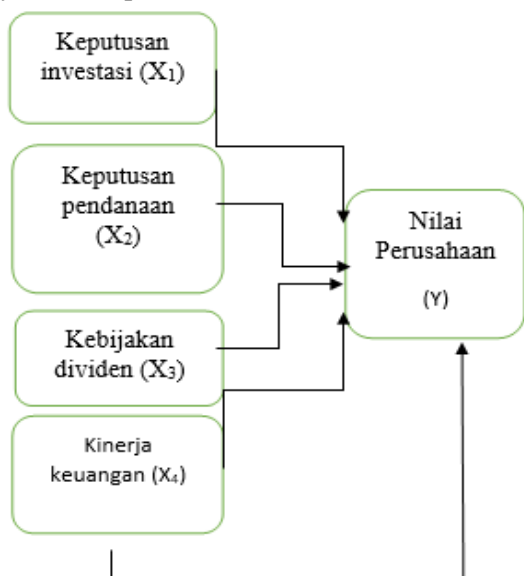 Keputusan
investasi (X₁)
Keputusan
pendanaan
(X₂)
Nilai
Perusahaan
(Y)
Kebijakan
dividen (X₃)
Kinerja
keuangan (X₄)